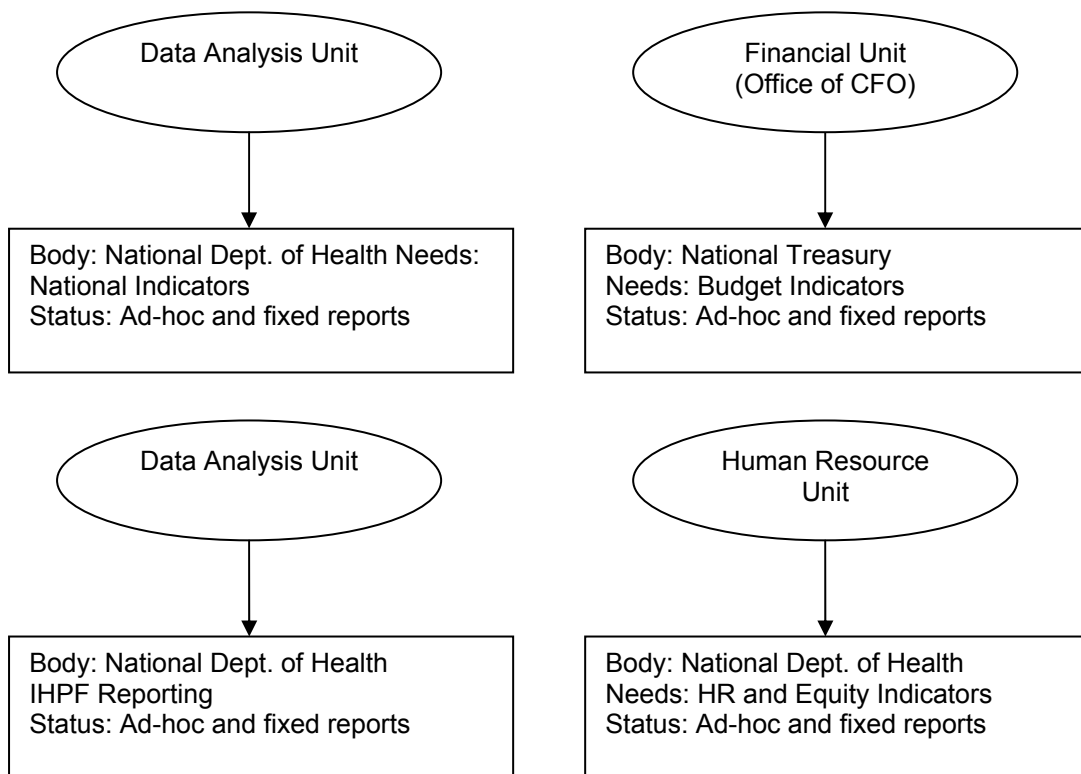 Data Analysis Unit
Financial Unit
(Office of CFO)
Body: National Dept. of Health Needs:
National Indicators
Status: Ad-hoc and fixed reports
Body: National Treasury
Needs: Budget Indicators
Status: Ad-hoc and fixed reports
Data Analysis Unit
Human Resource
Unit
Body: National Dept. of Health
IHPF Reporting
Status: Ad-hoc and fixed reports
Body: National Dept. of Health
Needs: HR and Equity Indicators
Status: Ad-hoc and fixed reports